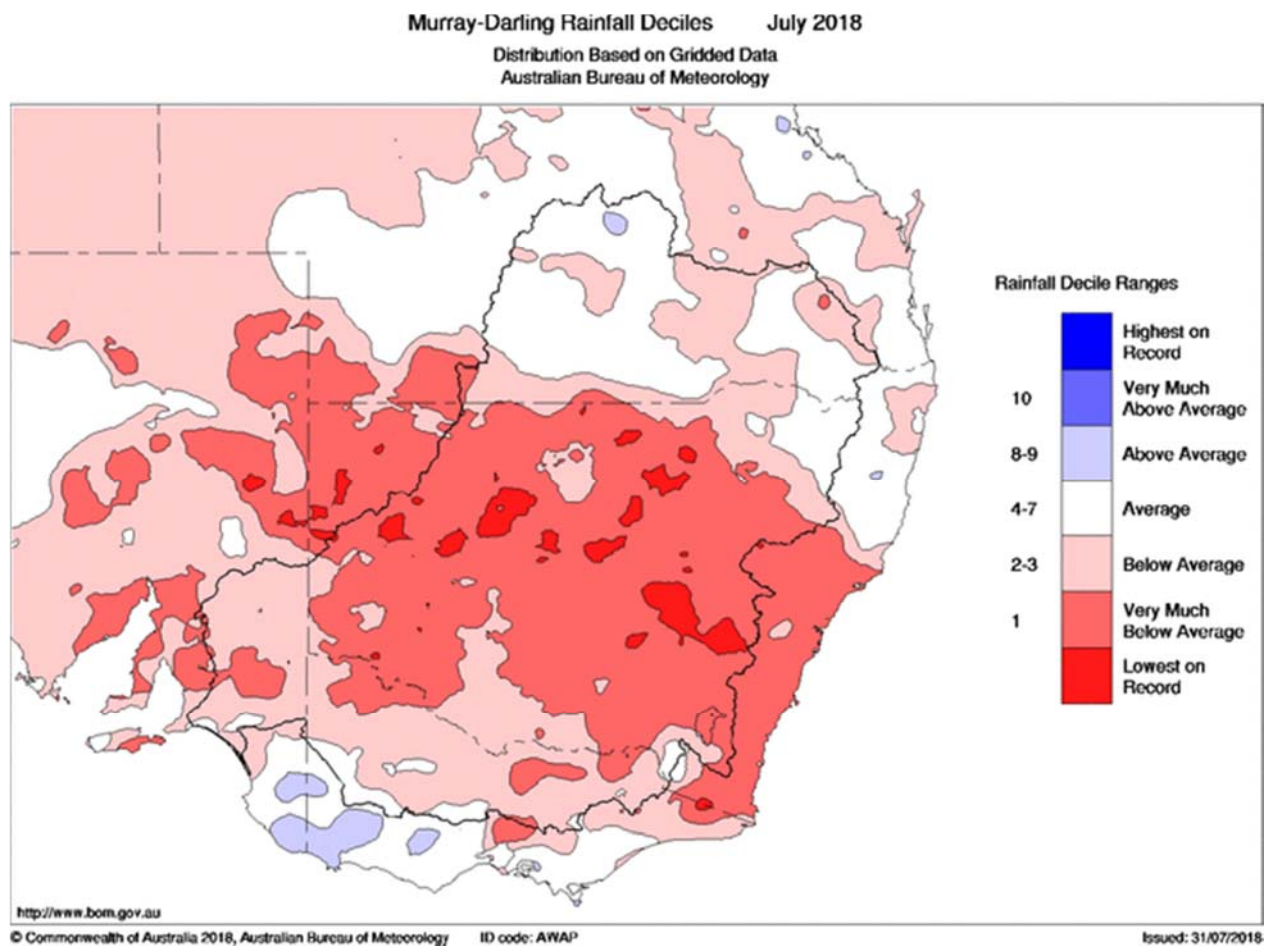 Murray-Darling Rainfall Deciles July 2018
Distribution Based on Gridded Data
Australian Bureau of Meteorology
Rainfall Decile Ranges
Highest on
Record
10 Very Much
Above Average
8-9 Above Average
4-7 Average
2-3 Below Average
1 Very Much
Below Average
Lowest on
Record
http://www.bom.gov.au
© Commonwealth of Australia 2018, Australian Bureau of Meteorology ID code: AWAP Issued: 31/07/2018